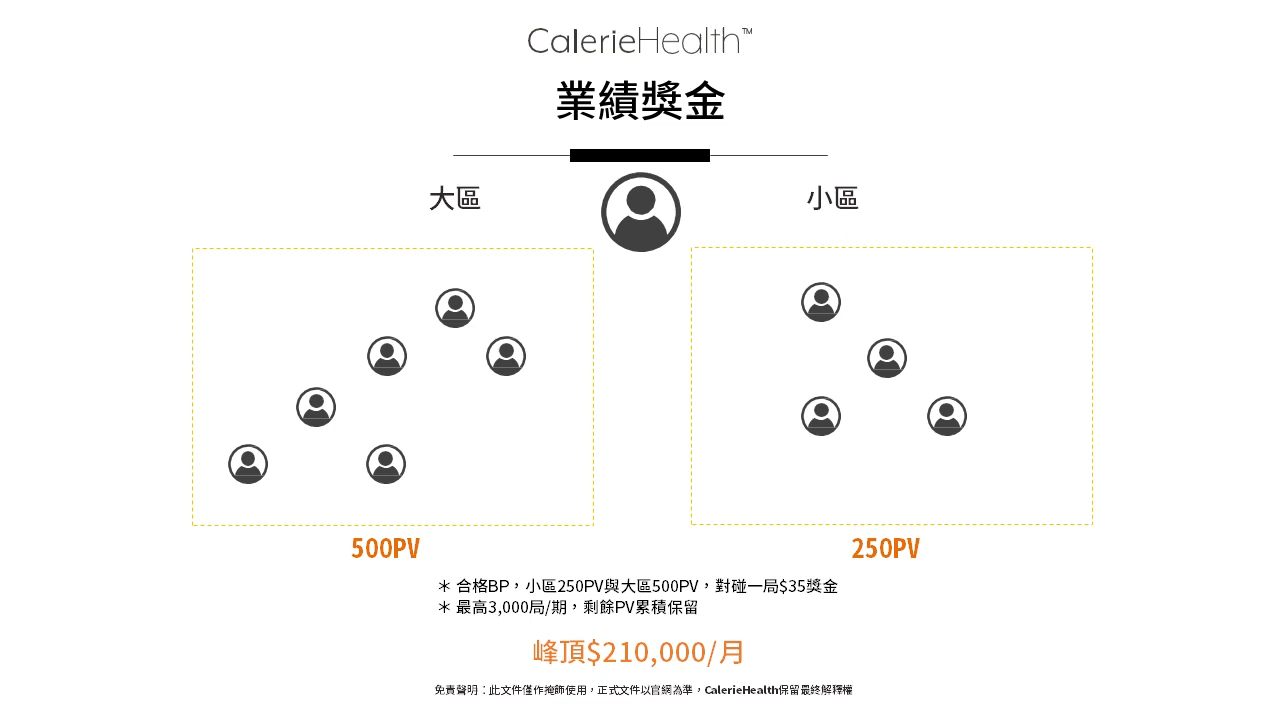 CalerieHealth™
業績獎金
大區
小區
500PV
250PV
＊ 合格BP，小區250PV與大區500PV，對碰一局$35獎金
＊ 最高3,000局/期，剩餘PV累積保留
峰頂$210,000/月
免責聲明：此文件僅作掩飾使用，正式文件以官網為準，CalerieHealth保留最終解釋權